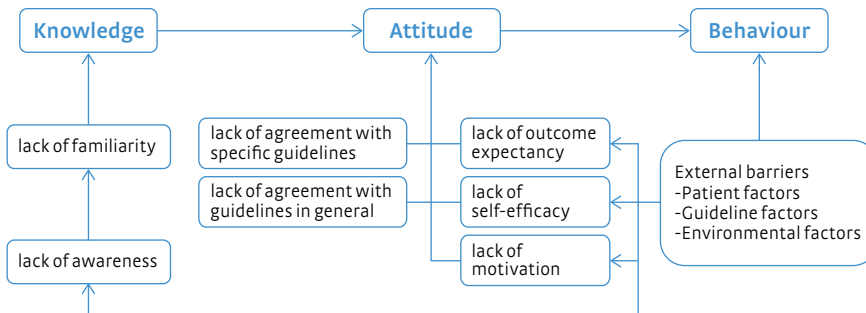 Knowledge
Attitude
Behaviour
lack of familiarity
lack of awareness
lack of agreement with
specific guidelines
lack of agreement with
guidelines in general
lack of outcome
expectancy
lack of
self-efficacy
lack of
motivation
External barriers
-Patient factors
-Guideline factors
-Environmental factors